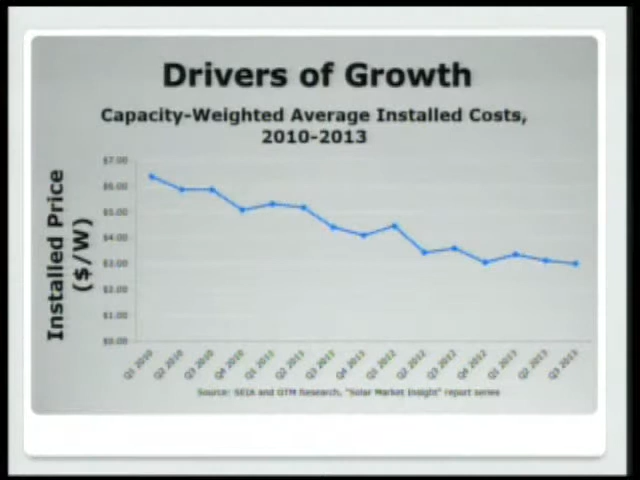 Drivers of Growth
Capacity-Weighted Average Installed Costs,
2010-2013
Installed Price
($/W)
$7.00
$6.00
$5.00
$4.00
$3.00
$2.00
$1.00
$0.00
Q1 2010
Q2 2010
Q3 2010
Q4 2010
Q1 2011
Q2 2011
Q3 2011
Q4 2011
Q1 2012
Q2 2012
Q3 2012
Q4 2012
Q1 2013
Q2 2013
Q3 2013
Source: SEIA and GTM Research, "Solar Market Insight" report series